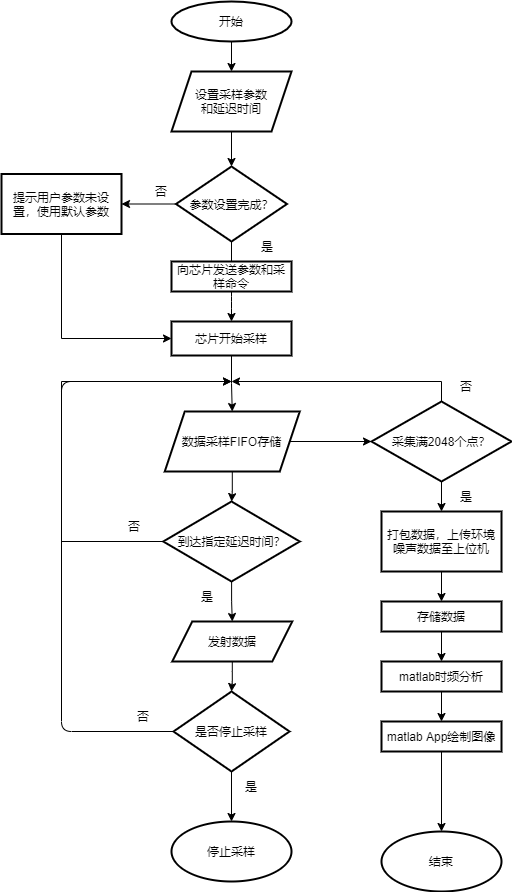 开始
设置采样参数
和延迟时间
参数设置完成？
否
提示用户参数未设
置，使用默认参数
是
向芯片发送参数和采
样命令
芯片开始采样
否
数据采样FIFO存储
采集满2048个点？
是
到达指定延迟时间？
否
打包数据，上传环境
噪声数据至上位机
是
存储数据
发射数据
matlab时频分析
否
是否停止采样
matlab App绘制图像
是
停止采样
结束